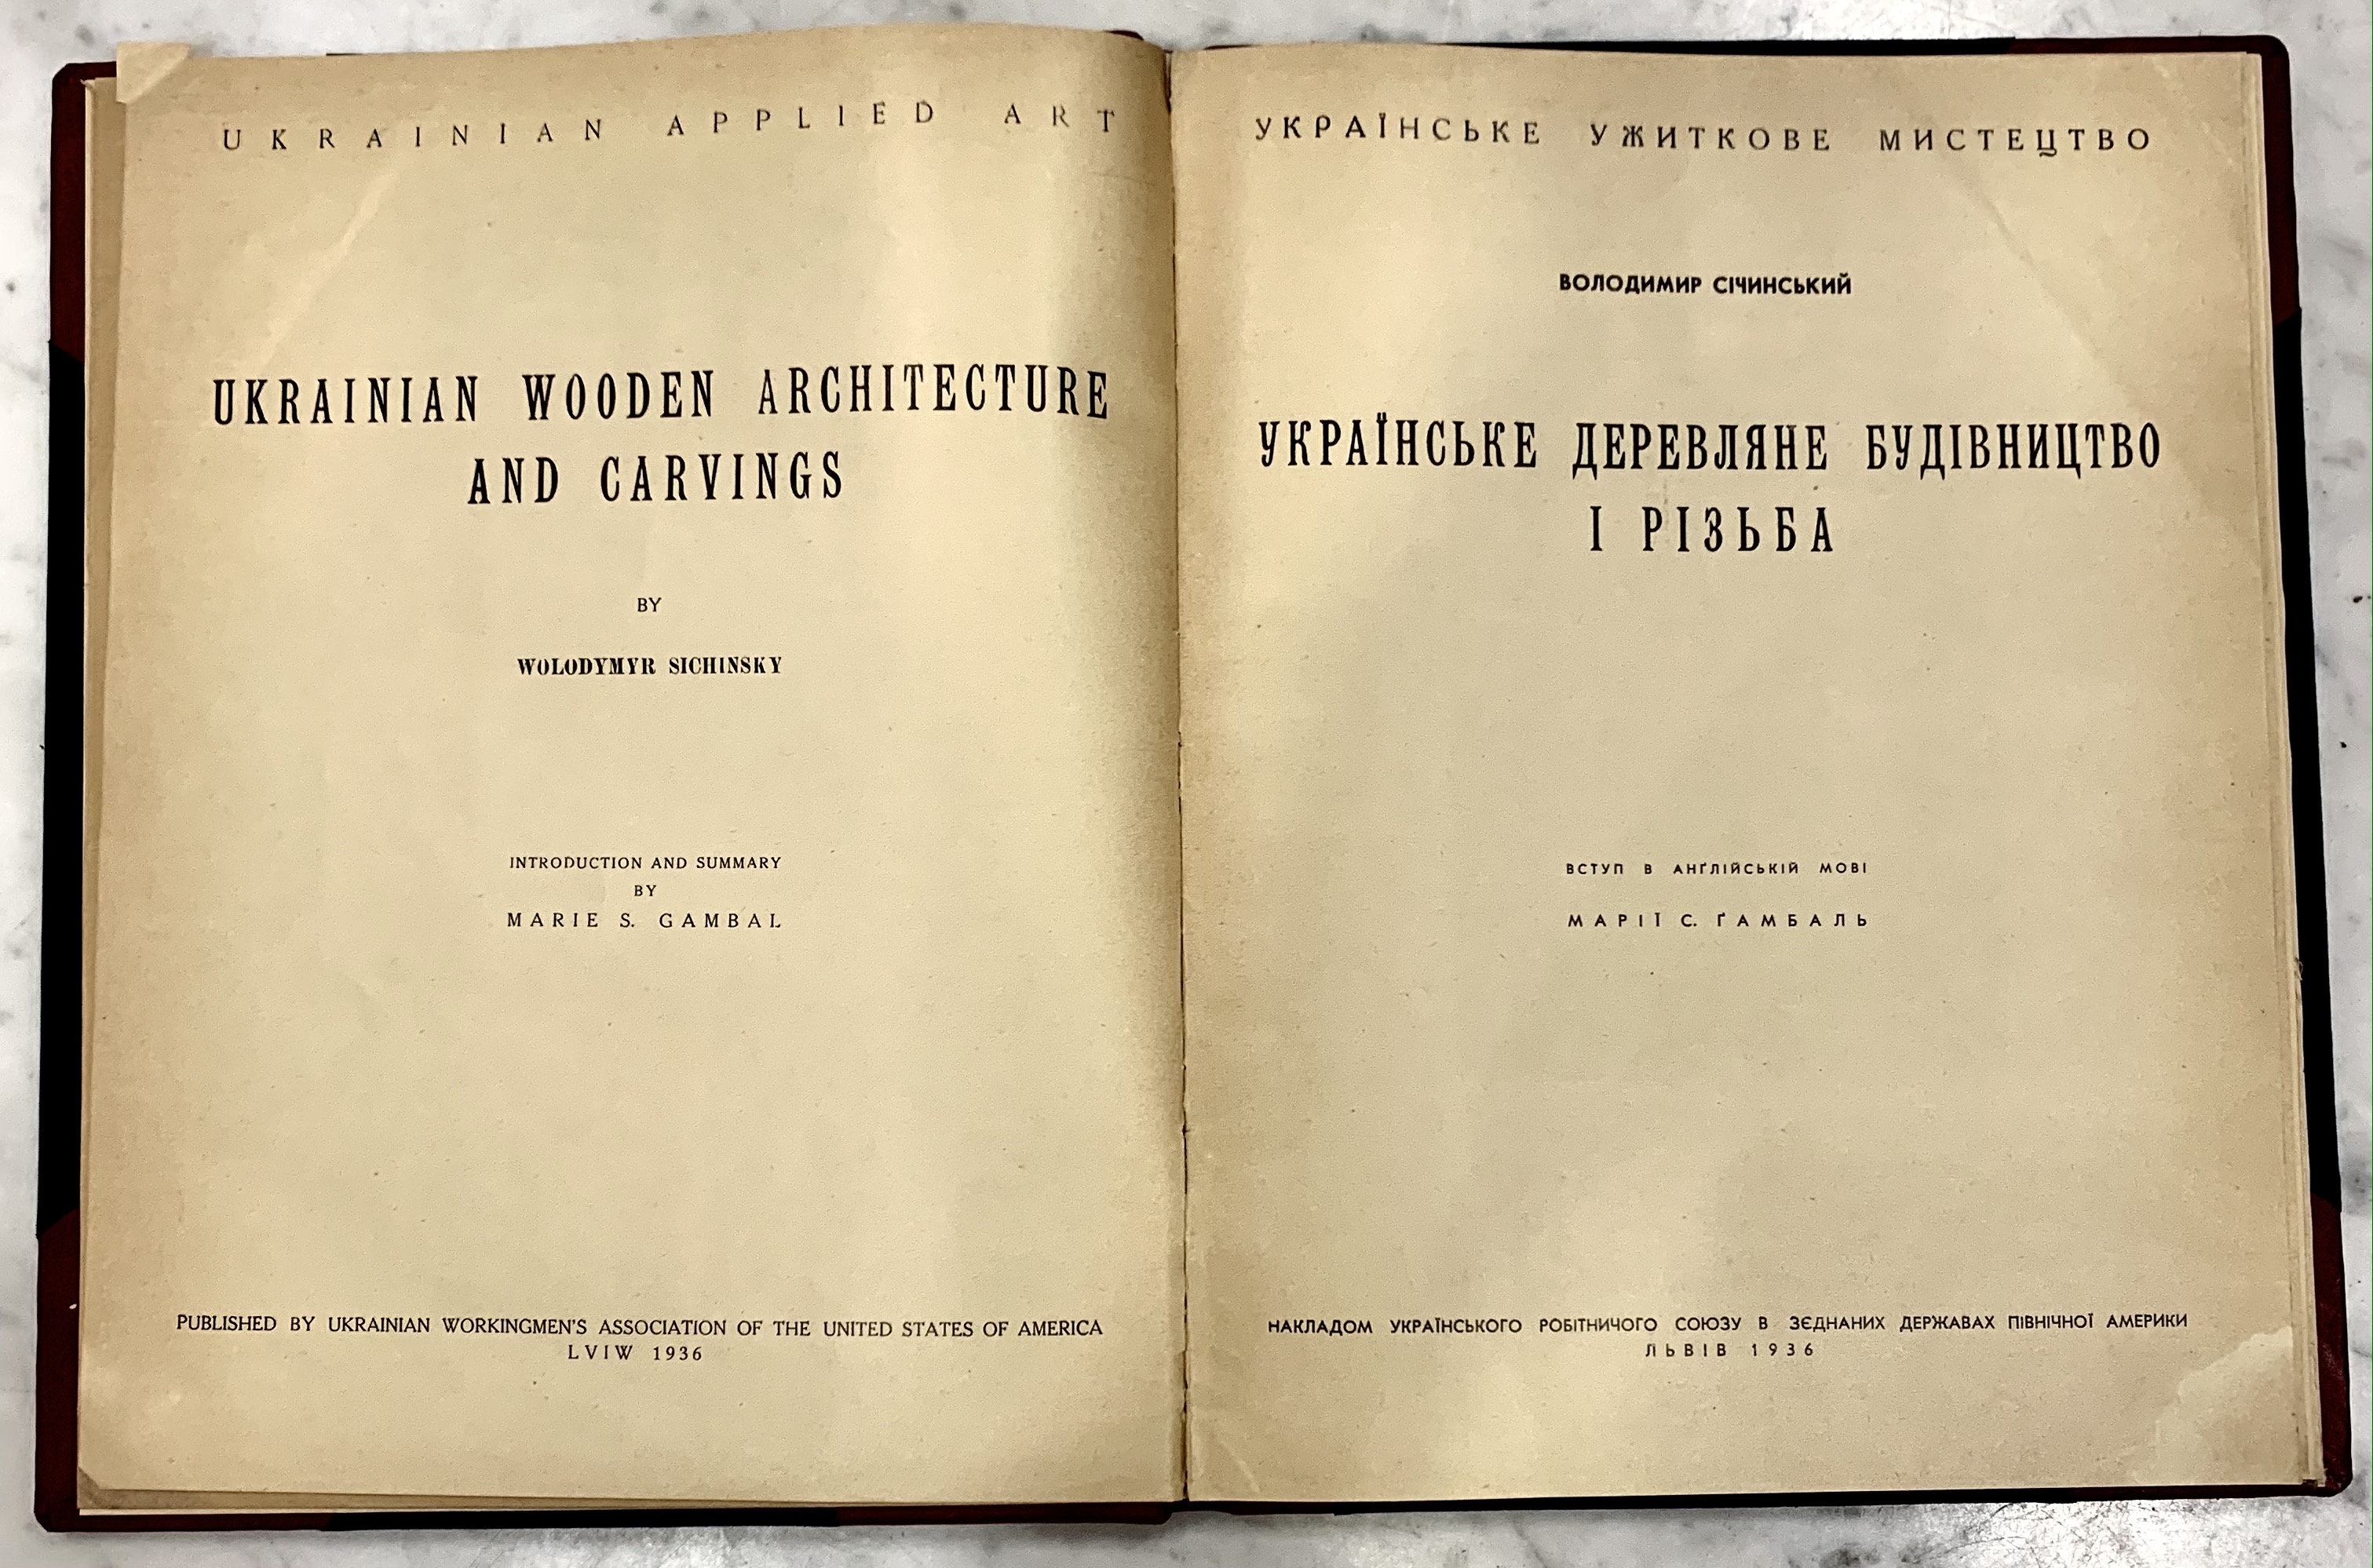 UKRAINIAN APPLIED ART
UKRAINIAN WOODEN ARCHITECTURE
AND CARVINGS
BY
WOLODYMYR SICHINSKY
INTRODUCTION AND SUMMARY
BY
MARIE S. GAMBAL
PUBLISHED BY UKRAINIAN WORKINGMEN'S ASSOCIATION OF THE UNITED STATES OF AMERICA
LVIW 1936
УКРАЇНСЬКЕ УЖИТКОВЕ МИСТЕЦТВО
ВОЛОДИМИР СІЧИНСЬКИЙ
УКРАЇНСЬКЕ ДЕРЕВЛЯНЕ БУДІВНИЦТВО
І РІЗЬБА
ВСТУП В АНҐЛІЙСЬКІЙ МОВІ
МАРІЇ С. ҐАМБАЛЬ
НАКЛАДОМ УКРАЇНСЬКОГО РОБІТНИЧОГО СОЮЗУ В ЗЄДНАНИХ ДЕРЖАВАХ ПІВНІЧНОЇ АМЕРИКИ
ЛЬВІВ 1936